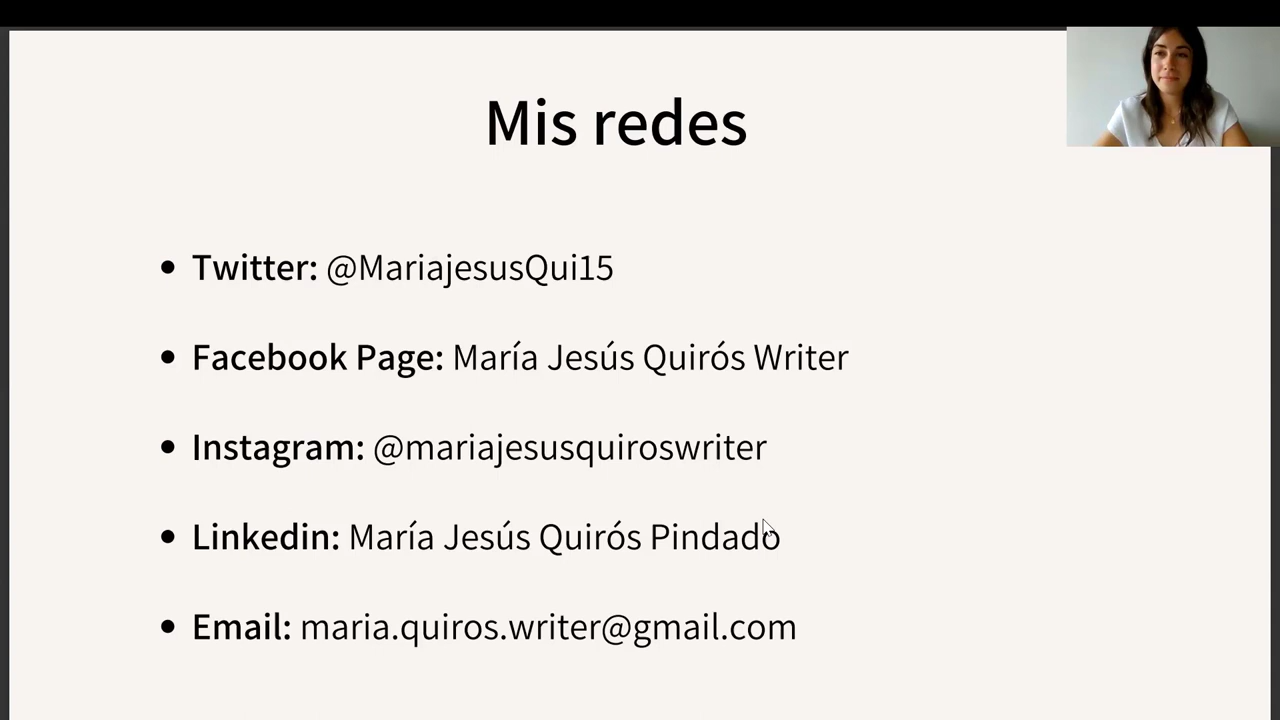 Mis redes
• Twitter: @MariajesusQui15
• Facebook Page: María Jesús Quirós Writer
• Instagram: @mariajesusquiroswriter
• Linkedin: María Jesús Quirós Pindado
• Email: maria.quiros.writer@gmail.com